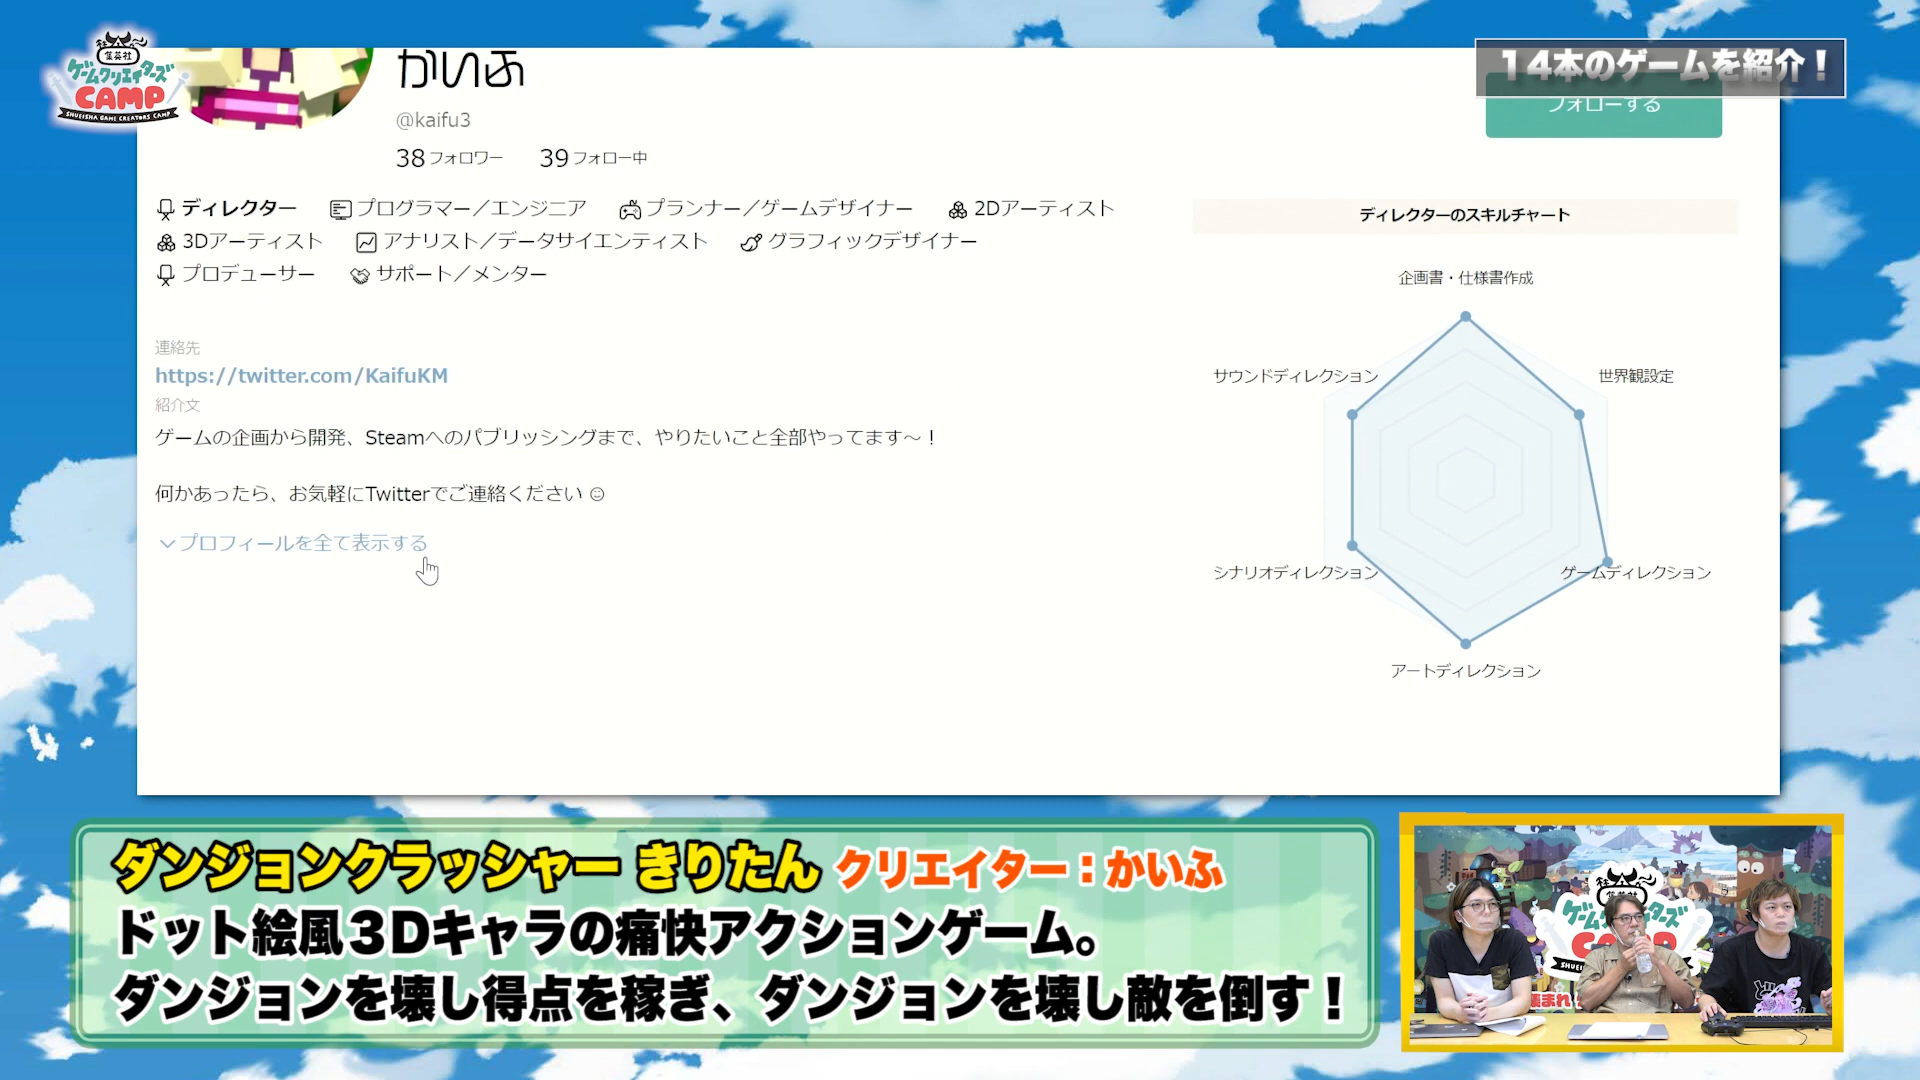 集英社
ゲームクリエイターズ
CAMP
SHUEISHA GAME CREATORS CAMP
14本のゲームを紹介！
かいふ
@kaifu3
38 フォロワー 39 フォロー中
フォローする
ディレクター プログラマー／エンジニア プランナー／ゲームデザイナー 2Dアーティスト
3Dアーティスト アナリスト／データサイエンティスト グラフィックデザイナー
プロデューサー サポート／メンター
連絡先
https://twitter.com/KaifuKM
紹介文
ゲームの企画から開発、Steamへのパブリッシングまで、やりたいこと全部やってます～！
何かあったら、お気軽にTwitterでご連絡ください☺
プロフィールを全て表示する
ディレクターのスキルチャート
企画書・仕様書作成
サウンドディレクション
世界観設定
シナリオディレクション
ゲームディレクション
アートディレクション
ダンジョンクラッシャー きりたん クリエイター：かいふ
ドット絵風３Dキャラの痛快アクションゲーム。
ダンジョンを壊し得点を稼ぎ、ダンジョンを壊し敵を倒す！